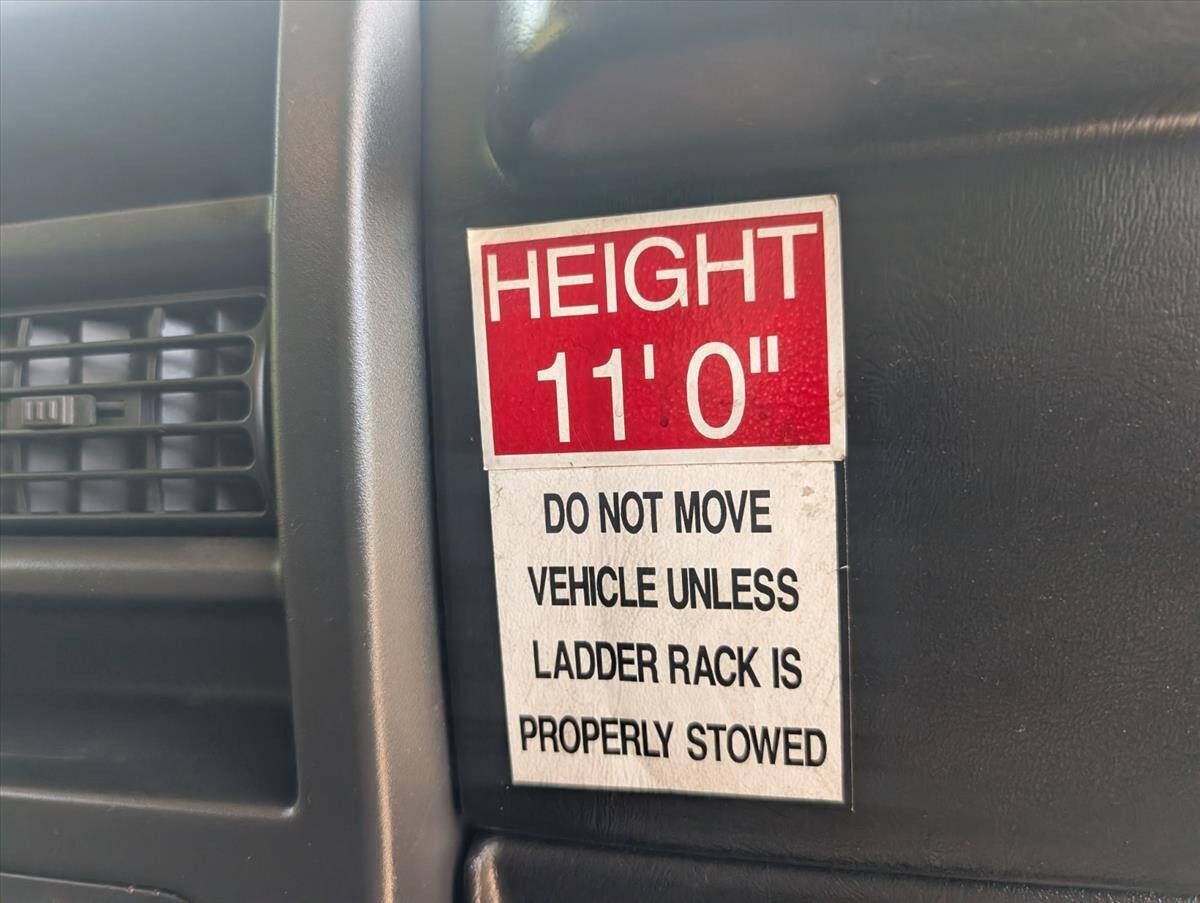 HEIGHT
11' 0"
DO NOT MOVE
VEHICLE UNLESS
LADDER RACK IS
PROPERLY STOWED